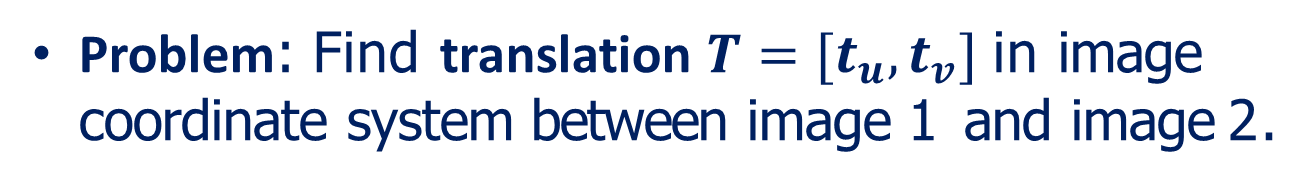 • Problem: Find translation T = [t_u, t_v] in image
coordinate system between image 1 and image 2.